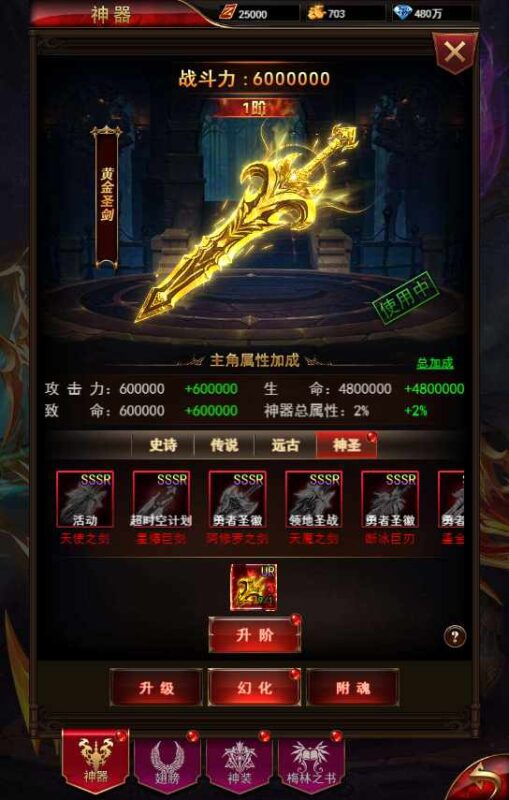 神器
25000
703
480万
战斗力：6000000
1阶
黄金圣剑
使用中
主角属性加成
总加成
攻击力：600000 +600000 生命：4800000 +4800000
致命：600000 +600000 神器总属性：2% +2%
史诗 传说 远古 神圣
SSSR SSSR SSSR SSSR SSSR SS
活动 超时空计划 勇者圣徽 领地圣战 勇者圣徽 勇者
天使之剑 阿修罗之剑 天魔之剑 断冰巨刃
UR
升阶
?
升级 幻化 附魂
神器 翅膀 神装 梅林之书